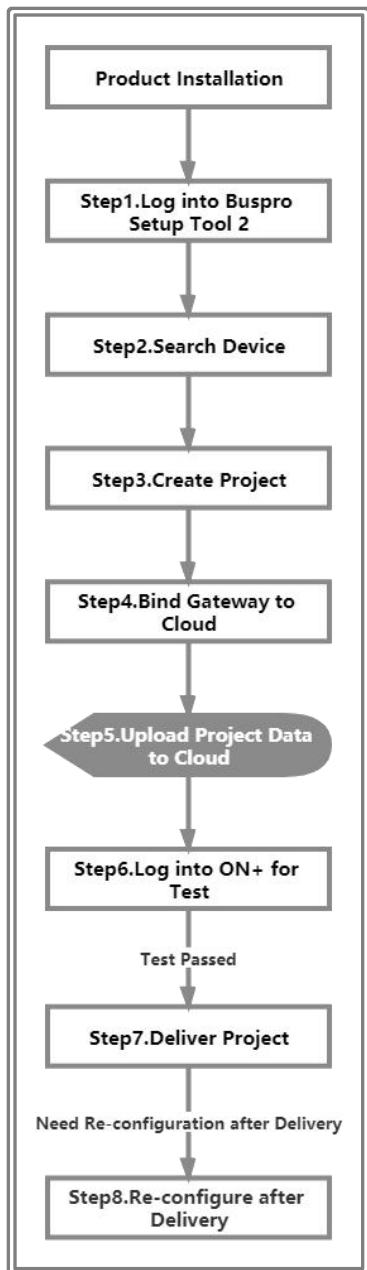 Product Installation
Step1.Log into Buspro
Setup Tool 2
Step2.Search Device
Step3.Create Project
Step4.Bind Gateway to
Cloud
Step5.Upload Project Data
to Cloud
Step6.Log into ON+ for
Test
Test Passed
Step7.Deliver Project
Need Re-configuration after Delivery
Step8.Re-configure after
Delivery